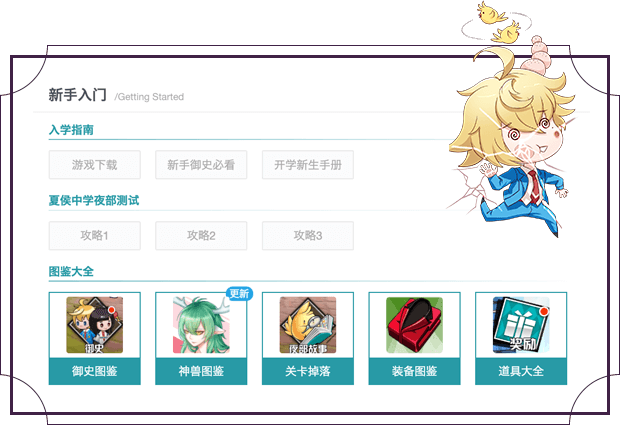 新手入门 /Getting Started
入学指南
游戏下载 新手御史必看 开学新生手册
夏侯中学夜部测试
攻略1 攻略2 攻略3
图鉴大全
更新
御史 夜部故事 奖励
御史图鉴 神兽图鉴 关卡掉落 装备图鉴 道具大全